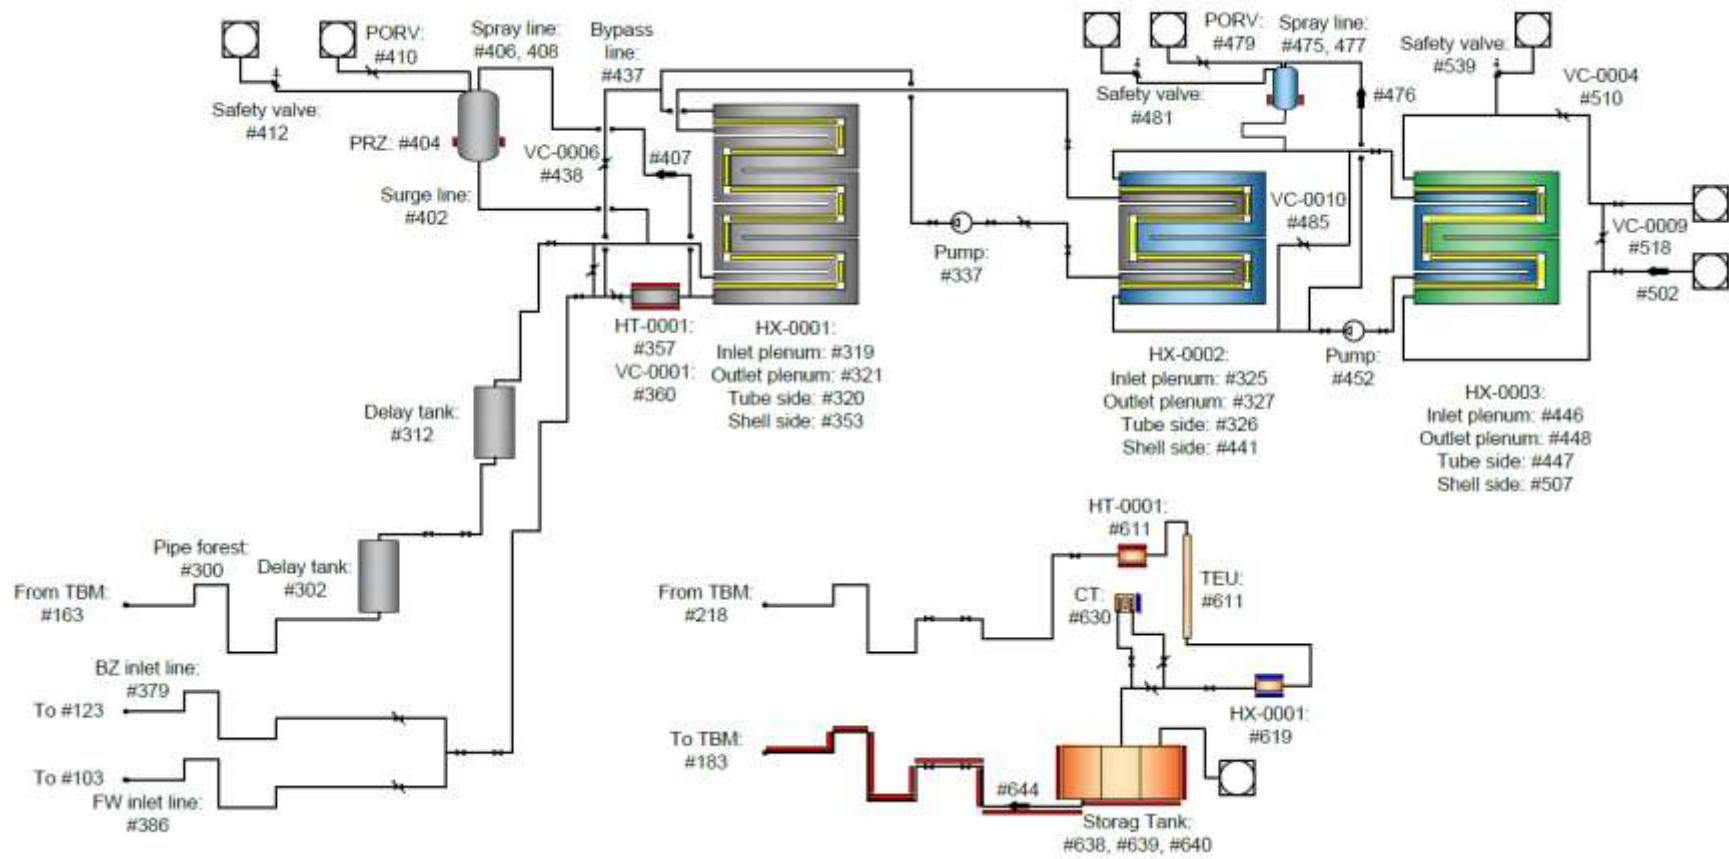 PORV:
#410
Spray line:
#406, 408
Bypass
line:
#437
Safety valve:
#412
PRZ: #404
VC-0006
#438
#407
Surge line:
#402
HT-0001:
#357
VC-0001:
#360
HX-0001:
Inlet plenum: #319
Outlet plenum: #321
Tube side: #320
Shell side: #353
Pump:
#337
PORV:
#479
Spray line:
#475, 477
Safety valve:
#481
#476
VC-0010
#485
Safety valve:
#539
VC-0004
#510
VC-0009
#518
#502
HX-0002:
Inlet plenum: #325
Outlet plenum: #327
Tube side: #326
Shell side: #441
Pump:
#452
HX-0003:
Inlet plenum: #446
Outlet plenum: #448
Tube side: #447
Shell side: #507
Delay tank:
#312
Pipe forest:
#300
Delay tank:
#302
From TBM:
#163
BZ inlet line:
#379
To #123
To #103
FW inlet line:
#386
HT-0001:
#611
From TBM:
#218
CT:
#630
TEU:
#611
HX-0001:
#619
To TBM:
#183
#644
Storag Tank:
#638, #639, #640